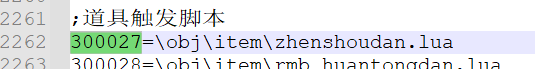 2261 ;道具触发脚本
2262 300027=\obj\item\zhenshoudan.lua
2263 300028=\obj\item\rmb_huantongdan.lua